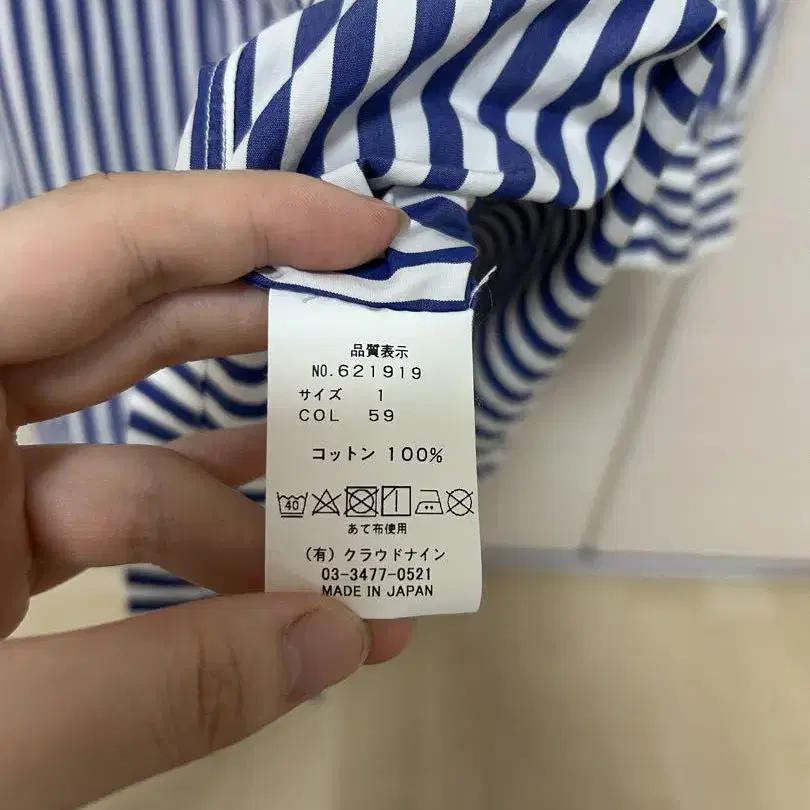 品質表示
NO.621919
サイズ 1
COL 59
コットン 100%
40
あて布使用
(有) クラウドナイン
03-3477-0521
MADE IN JAPAN